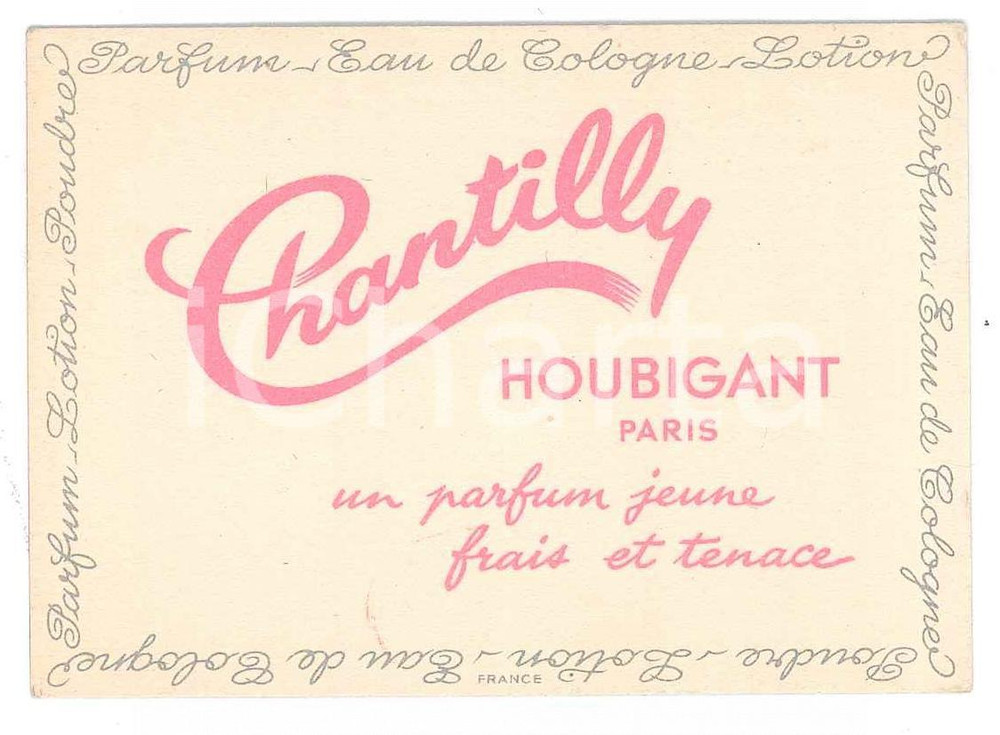 Parfum - Eau de Cologne - Lotion
Parfum - Eau de Cologne
Poudre - Lotion - Eau de Cologne
Parfum - Lotion - Poudre
Chantilly
HOUBIGANT
PARIS
un parfum jeune
frais et tenace
FRANCE
icharta